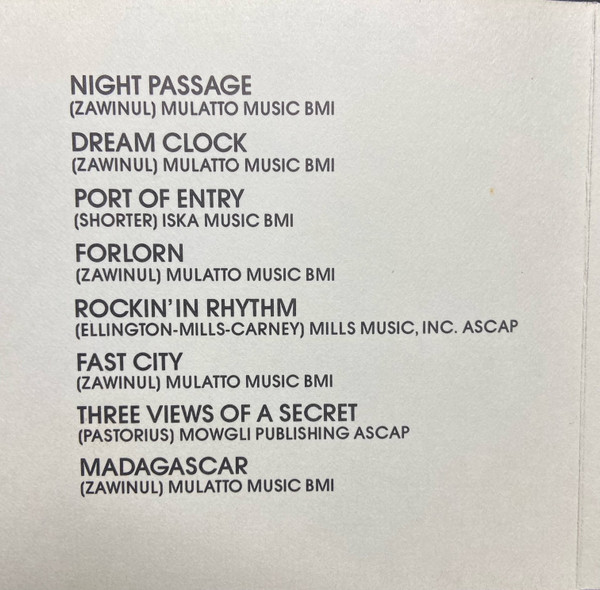 NIGHT PASSAGE
(ZAWINUL) MULATTO MUSIC BMI
DREAM CLOCK
(ZAWINUL) MULATTO MUSIC BMI
PORT OF ENTRY
(SHORTER) ISKA MUSIC BMI
FORLORN
(ZAWINUL) MULATTO MUSIC BMI
ROCKIN' IN RHYTHM
(ELLINGTON-MILLS-CARNEY) MILLS MUSIC, INC. ASCAP
FAST CITY
(ZAWINUL) MULATTO MUSIC BMI
THREE VIEWS OF A SECRET
(PASTORIUS) MOWGLI PUBLISHING ASCAP
MADAGASCAR
(ZAWINUL) MULATTO MUSIC BMI